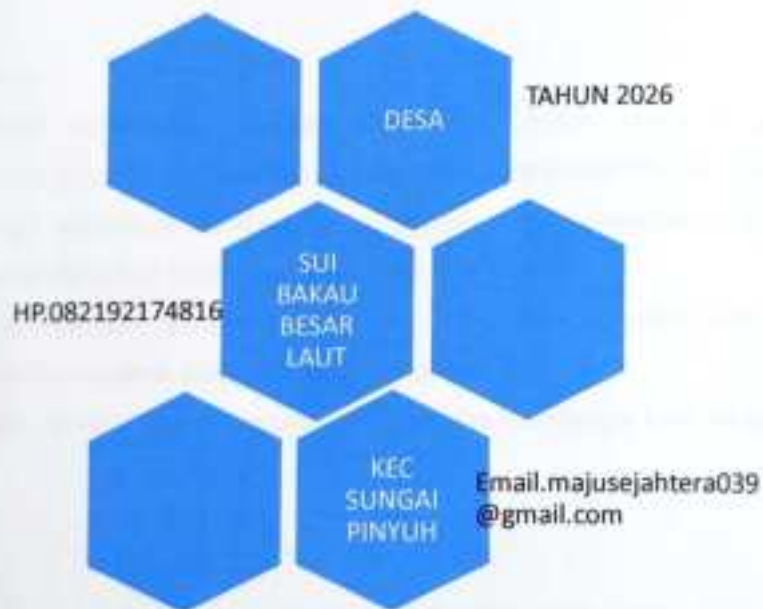 DESA
TAHUN 2026
SUI
BAKAU
BESAR
LAUT
HP.082192174816
KEC
SUNGAI
PINYUH
Email.majusejahtera039
@gmail.com